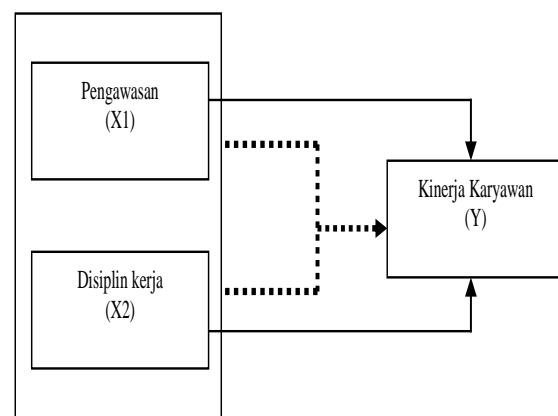 Pengawasan
(X1)
Kinerja Karyawan
(Y)
Disiplin kerja
(X2)